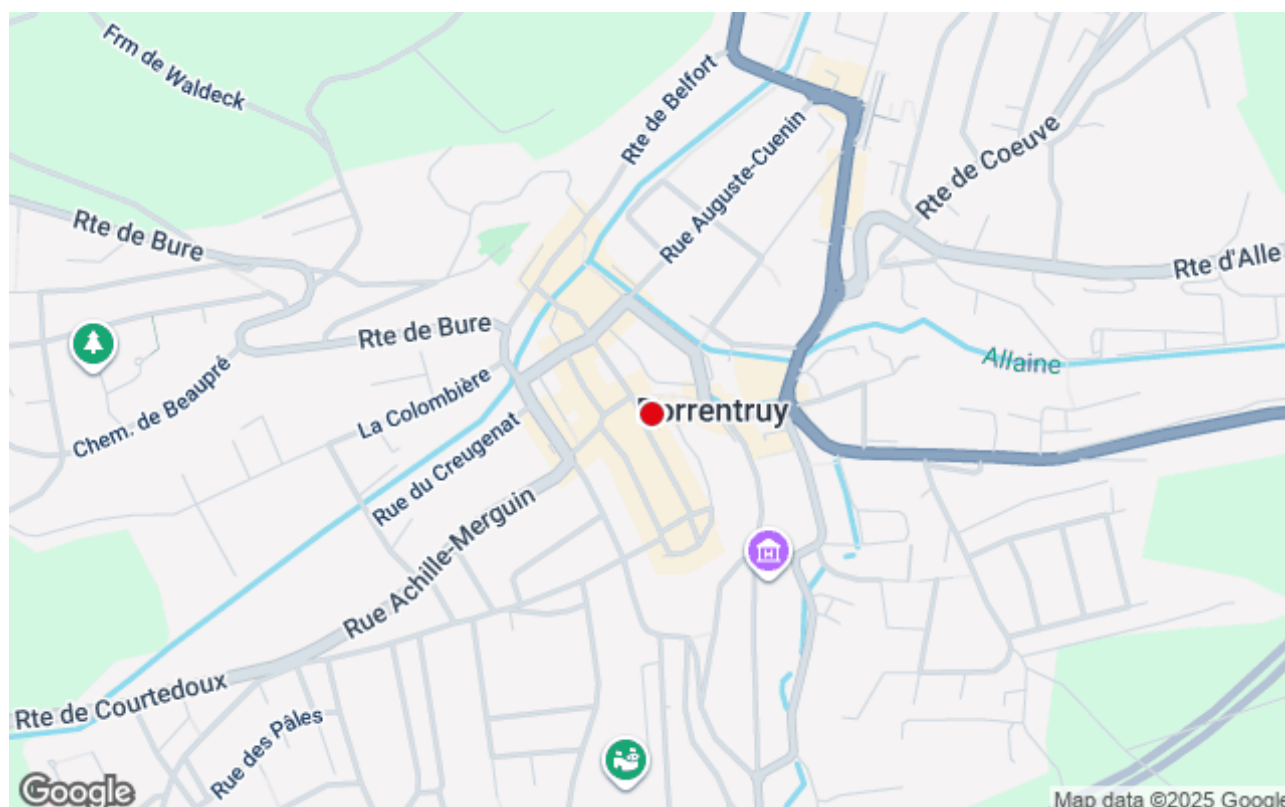 Frm de Waldeck
Rte de Belfort
Rue Auguste-Cuenin
Rte de Coeuve
Rte de Bure
Rte d'Alle
Rte de Bure
Allaine
Chem. de Beaupré
La Colombière
Porrentruy
Rue du Creugenat
Rue Achille-Merguin
Rte de Courtedoux
Rue des Pâles
Google
Map data ©2025 Google